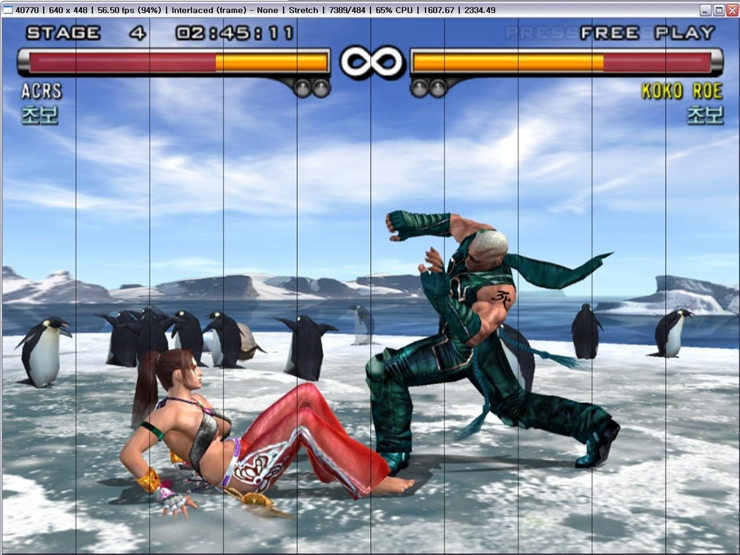 40770 | 640 x 448 | 56.50 fps (94%) | Interlaced (frame) - None | Stretch | 7389/484 | 65% CPU | 1607.67 | 2334.49
STAGE 4 02:45:11
PRESS FREE PLAY
ACRS KOKO ROE
초보 초보